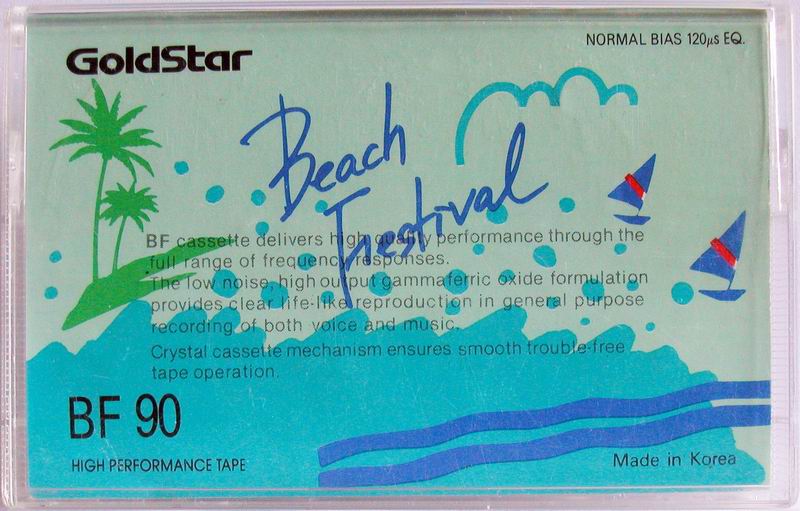 GoldStar
NORMAL BIAS 120μs EQ.
Beach
Festival
BF cassette delivers high quality performance through the
full range of frequency responses.
The low noise, high output gammaferric oxide formulation
provides clear life-like reproduction in general purpose
recording of both voice and music.
Crystal cassette mechanism ensures smooth trouble-free
tape operation.
BF 90
HIGH PERFORMANCE TAPE
Made in Korea